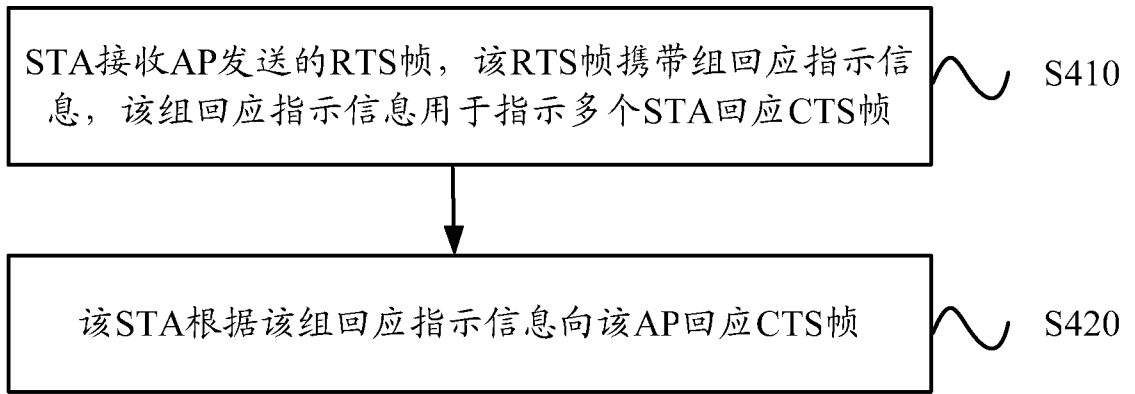 STA接收AP发送的RTS帧，该RTS帧携带组回应指示信
息，该组回应指示信息用于指示多个STA回应CTS帧
S410
该STA根据该组回应指示信息向该AP回应CTS帧
S420